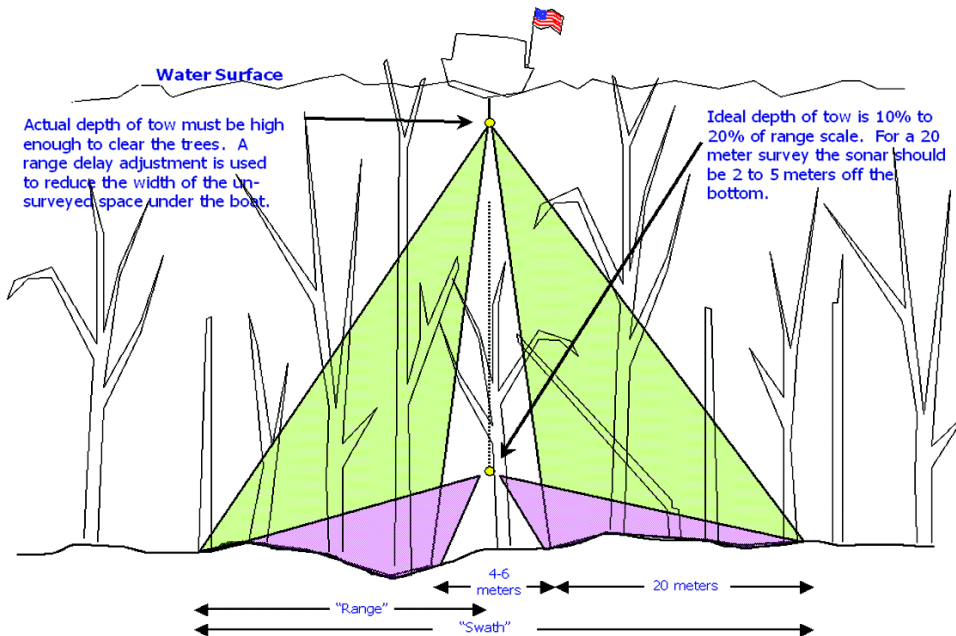 Water Surface
Actual depth of tow must be high
enough to clear the trees. A
range delay adjustment is used
to reduce the width of the un-
surveyed space under the boat.
Ideal depth of tow is 10% to
20% of range scale. For a 20
meter survey the sonar should
be 2 to 5 meters off the
bottom.
4-6
meters
20 meters
“Range”
“Swath”